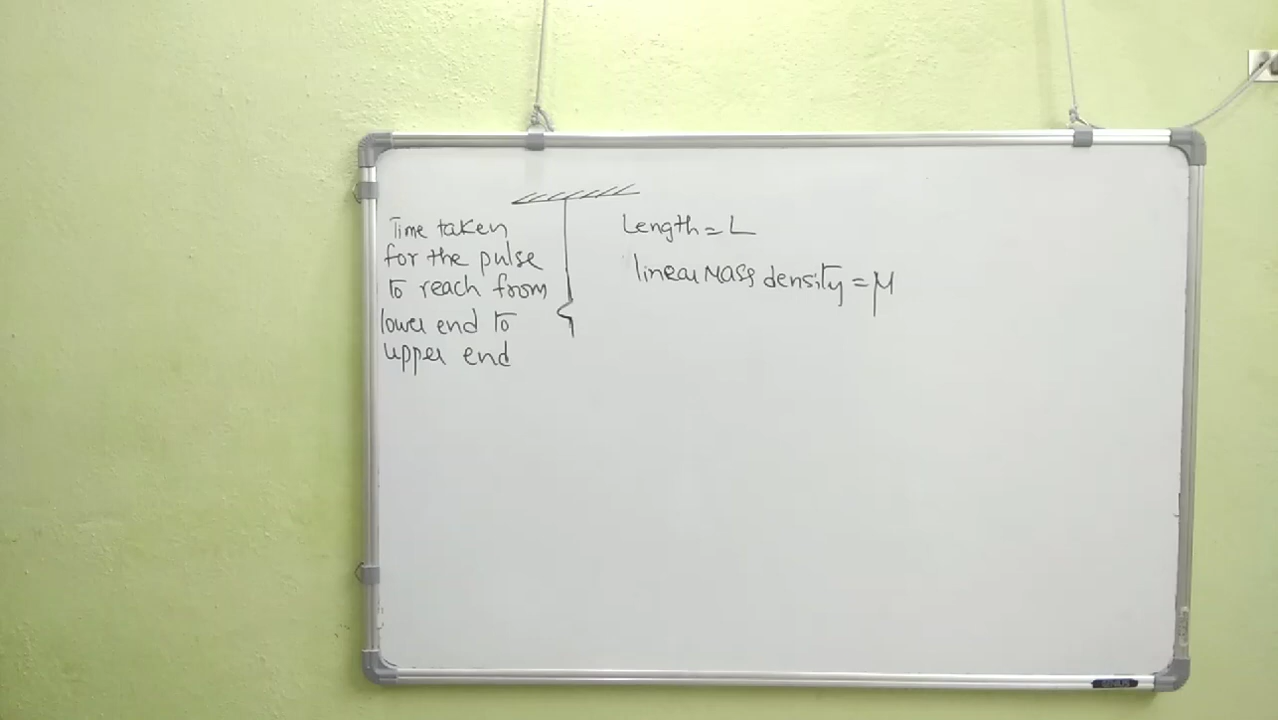 Time taken
for the pulse
to reach from
lower end to
upper end
Length = L
linear mass density = μ